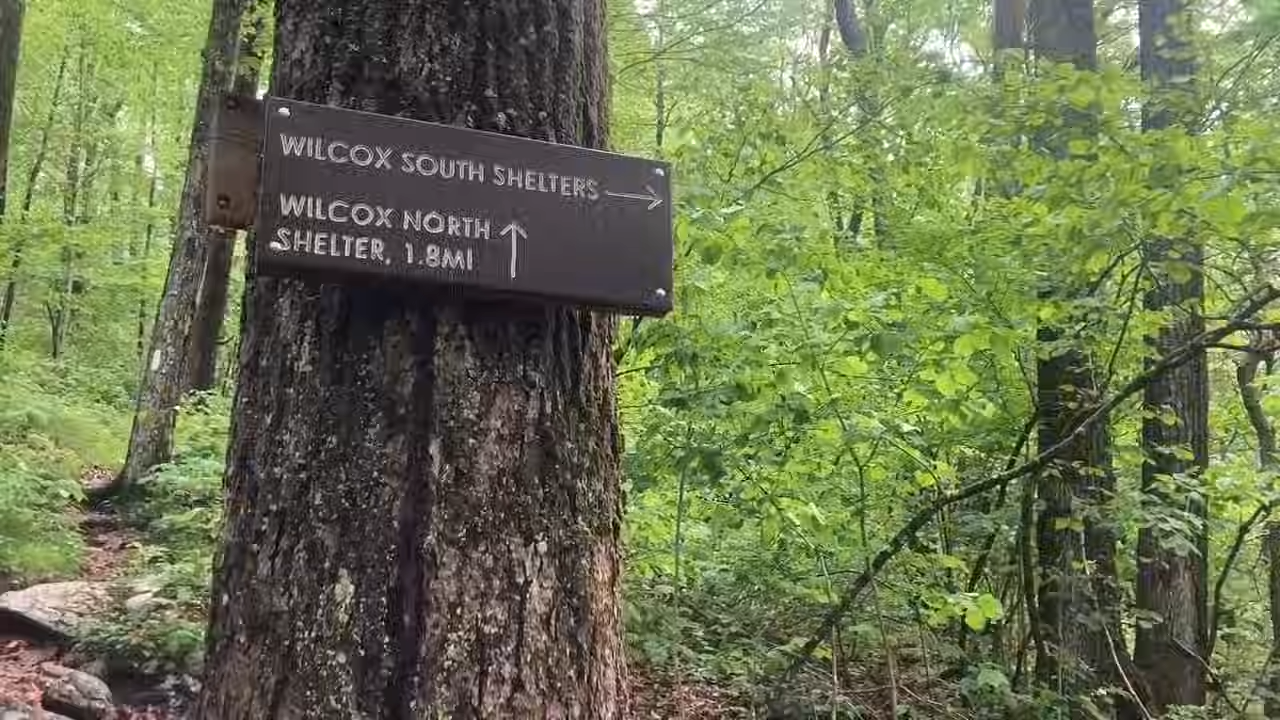 WILCOX SOUTH SHELTERS →
WILCOX NORTH ↑
SHELTER, 1.8MI